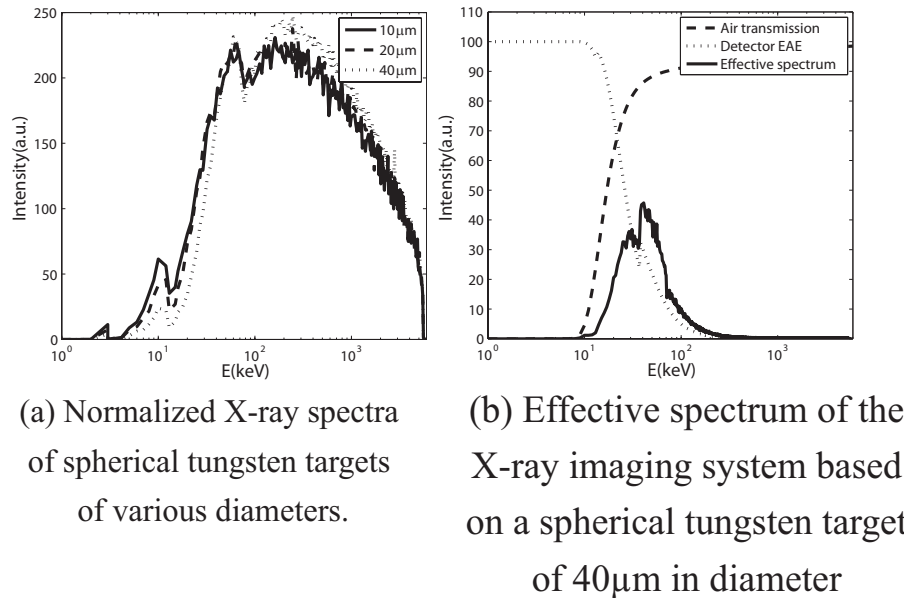 250
200
150
100
50
0
Intensity(a.u.)
10μm
20μm
40μm
10⁰
10¹
10²
10³
E(keV)
110
100
90
80
70
60
50
40
30
20
10
0
Intensity(a.u.)
Air transmission
Detector EAE
Effective spectrum
10⁰
10¹
10²
10³
E(keV)
(a) Normalized X-ray spectra
of spherical tungsten targets
of various diameters.
(b) Effective spectrum of the
X-ray imaging system based
on a spherical tungsten target
of 40µm in diameter